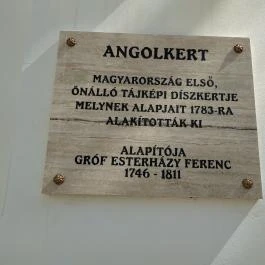 ANGOLKERT
MAGYARORSZÁG ELSŐ,
ÖNÁLLÓ TÁJKÉPI DÍSZKERTJE
MELYNEK ALAPJAIT 1783-RA
ALAKÍTOTTÁK KI
ALAPÍTÓJA
GRÓF ESTERHÁZY FERENC
1746 - 1811